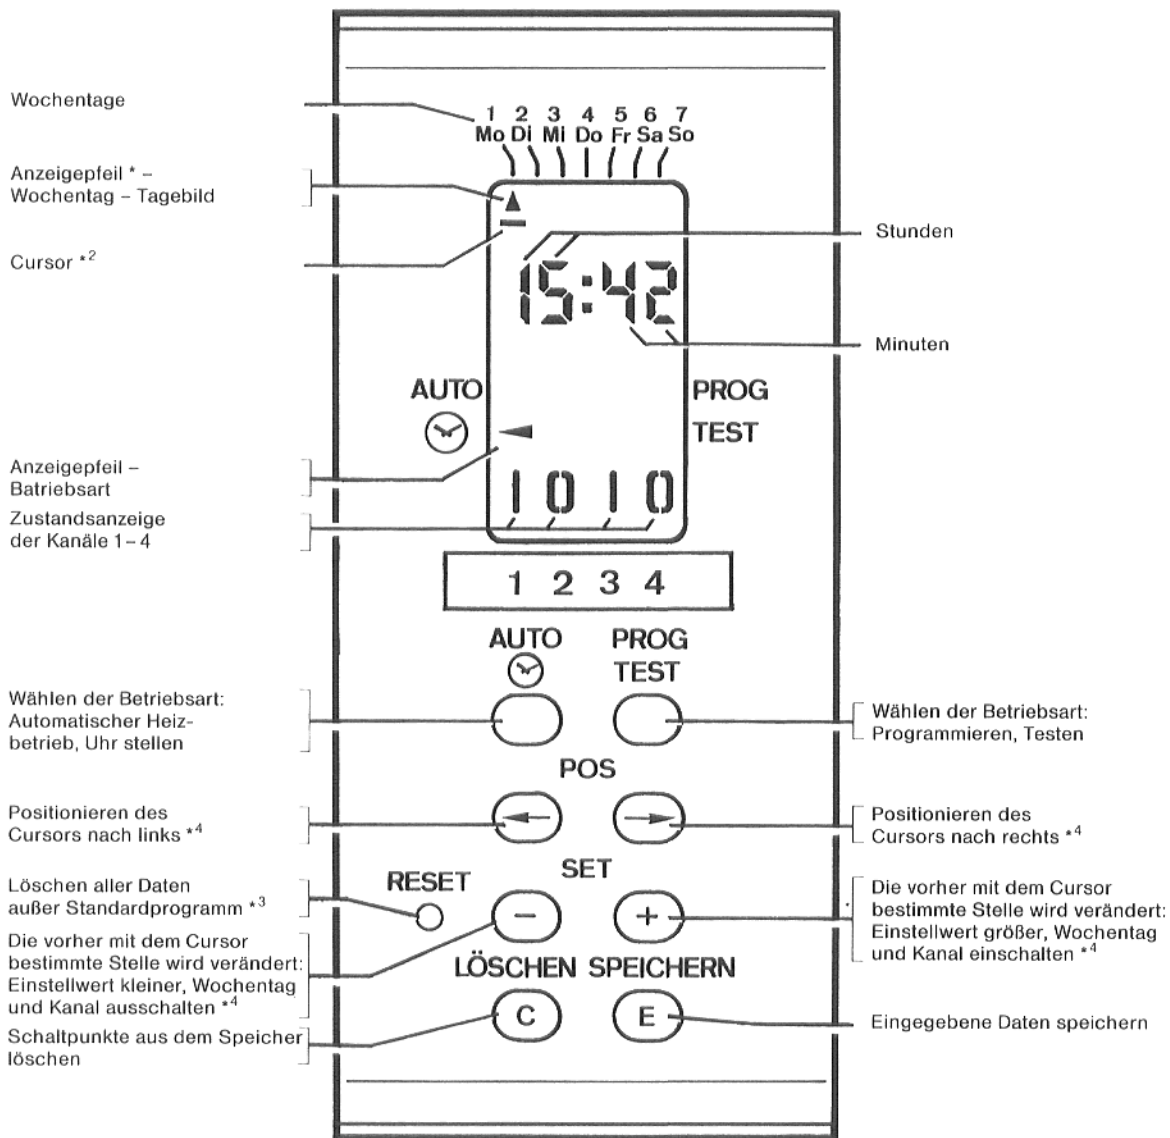 Wochentage
1 2 3 4 5 6 7
Mo Di Mi Do Fr Sa So
Anzeigepfeil * –
Wochentag – Tagebild
Cursor *2
Stunden
15:42
Minuten
AUTO
PROG
TEST
Anzeigepfeil –
Batriebsart
1 0 1 0
Zustandsanzeige
der Kanäle 1–4
1 2 3 4
AUTO
PROG
TEST
Wählen der Betriebsart:
Automatischer Heiz-
betrieb, Uhr stellen
Wählen der Betriebsart:
Programmieren, Testen
POS
Positionieren des
Cursors nach links *4
Positionieren des
Cursors nach rechts *4
SET
RESET
Löschen aller Daten
außer Standardprogramm *3
–
+
Die vorher mit dem Cursor
bestimmte Stelle wird verändert:
Einstellwert größer, Wochentag
und Kanal einschalten *4
Die vorher mit dem Cursor
bestimmte Stelle wird verändert:
Einstellwert kleiner, Wochentag
und Kanal ausschalten *4
LÖSCHEN SPEICHERN
C
E
Schaltpunkte aus dem Speicher
löschen
Eingegebene Daten speichern